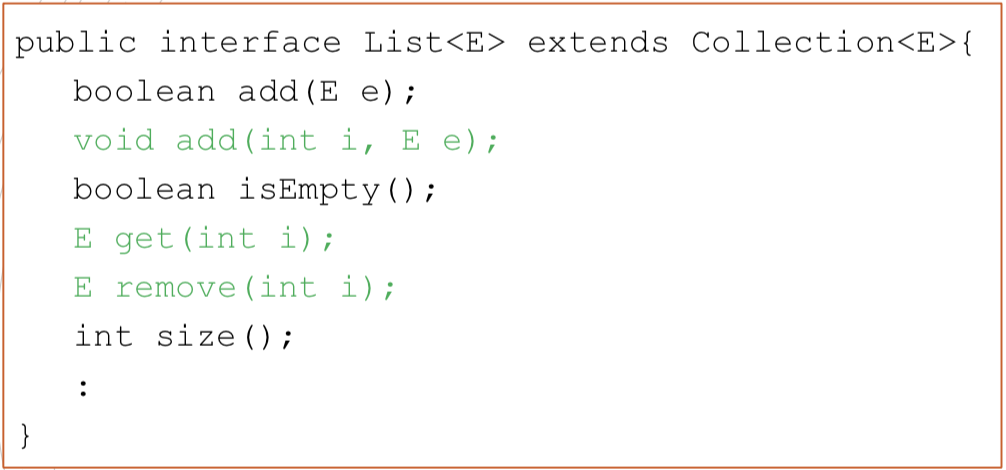 public interface List<E> extends Collection<E>{
boolean add(E e);
void add(int i, E e);
boolean isEmpty();
E get(int i);
E remove(int i);
int size();
:
}